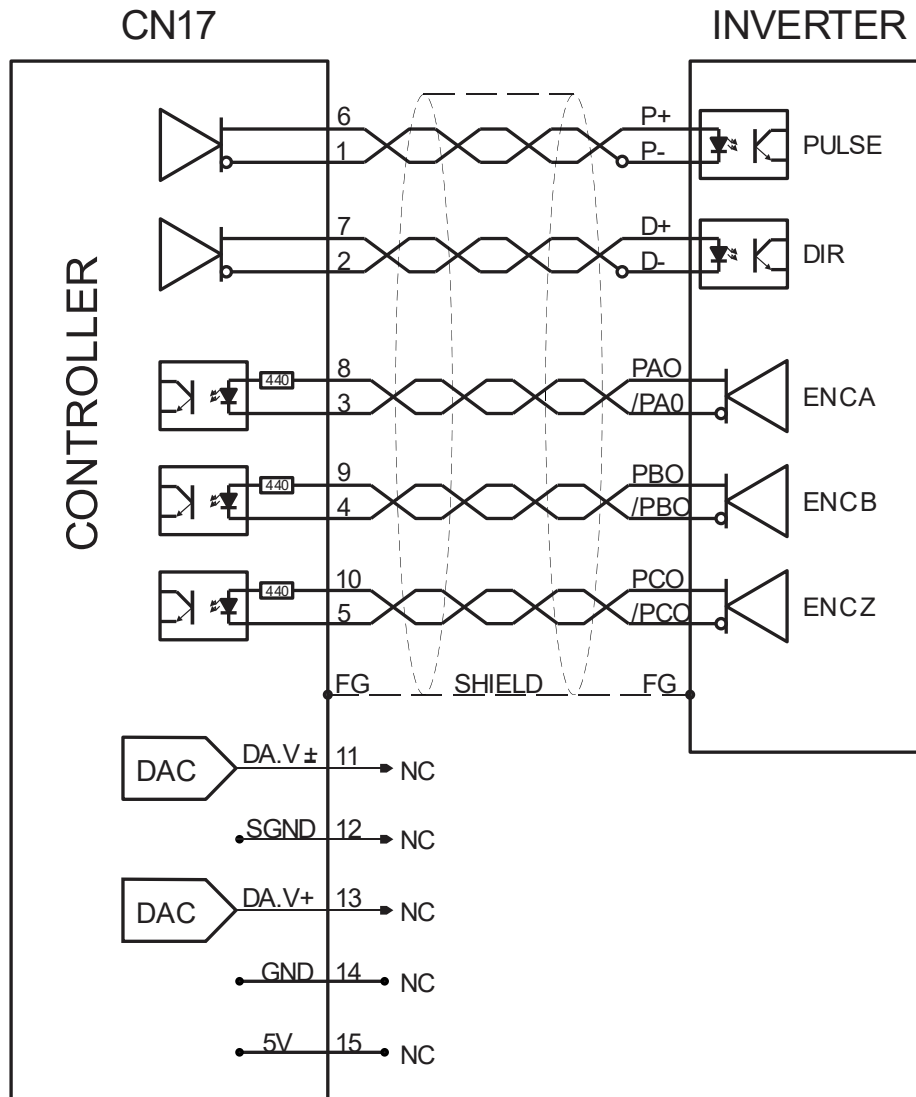 CN17 INVERTER
CONTROLLER
6 P+
1 P-
PULSE
7 D+
2 D-
DIR
440 8 PAO
3 /PA0
ENCA
440 9 PBO
4 /PBO
ENCB
440 10 PCO
5 /PCO
ENCZ
FG SHIELD FG
DAC DA.V± 11 NC
SGND 12 NC
DAC DA.V+ 13 NC
GND 14 NC
5V 15 NC